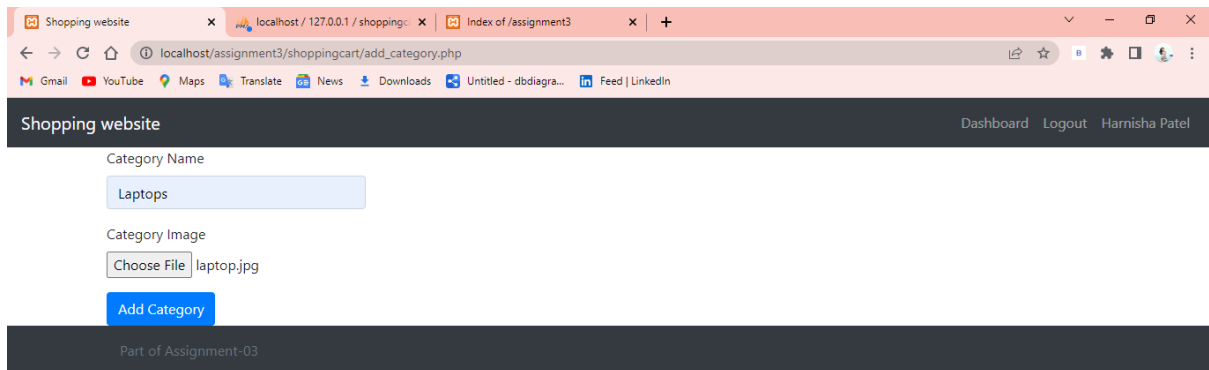 Shopping website
localhost / 127.0.0.1 / shoppingc
Index of /assignment3
localhost/assignment3/shoppingcart/add_category.php
Gmail YouTube Maps Translate News Downloads Untitled - dbdiagra... Feed | LinkedIn
Shopping website Dashboard Logout Harnisha Patel
Category Name
Laptops
Category Image
Choose File laptop.jpg
Add Category
Part of Assignment-03